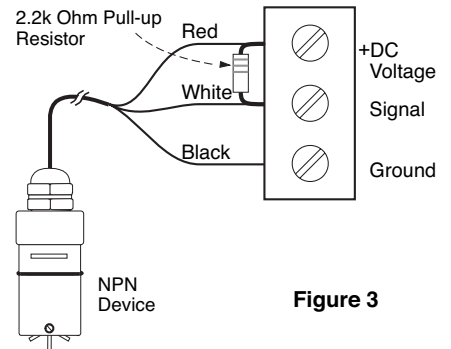 2.2k Ohm Pull-up
Resistor
Red
+DC
Voltage
White
Signal
Black
Ground
NPN
Device
Figure 3